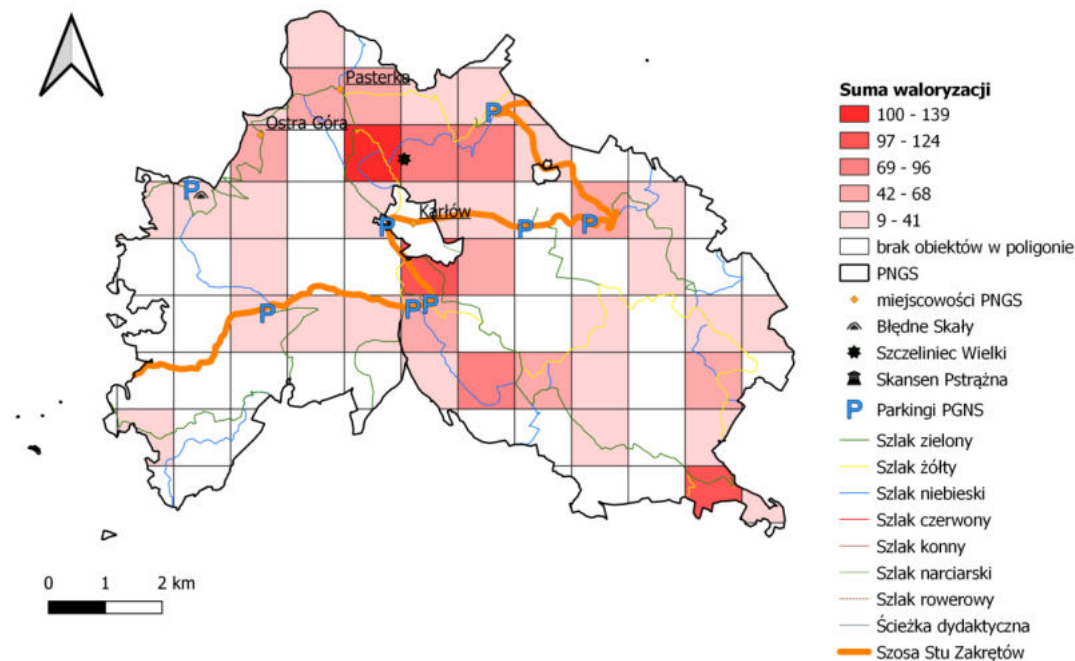 Pasterka
Ostra Góra
P
P
Karłów
P
P
P
P
P
P
0 1 2 km
Suma waloryzacji
100 - 139
97 - 124
69 - 96
42 - 68
9 - 41
brak obiektów w poligonie
PNGS
miejscowości PNGS
Błędne Skały
Szczeliniec Wielki
Skansen Pstrążna
P Parkingi PGNS
Szlak zielony
Szlak żółty
Szlak niebieski
Szlak czerwony
Szlak konny
Szlak narciarski
Szlak rowerowy
Ścieżka dydaktyczna
Szosa Stu Zakrętów